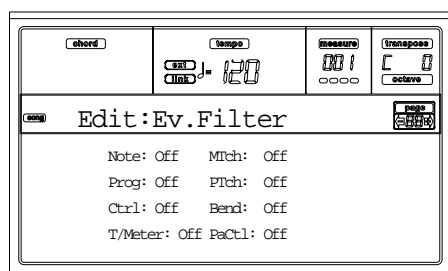 chord tempo measure transpose
ext
link
♩= 120 001 C 0
octave
song Edit:Ev.Filter page
Note: Off MTch: Off
Prog: Off PTch: Off
Ctrl: Off Bend: Off
T/Meter: Off PaCtl: Off